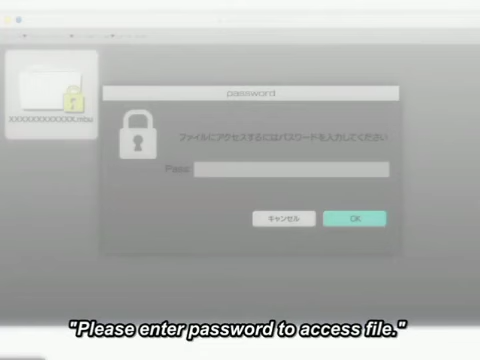 password
XXXXXXXXXXXX.mbu
ファイルにアクセスするにはパスワードを入力してください
Pass:
キャンセル
OK
"Please enter password to access file."